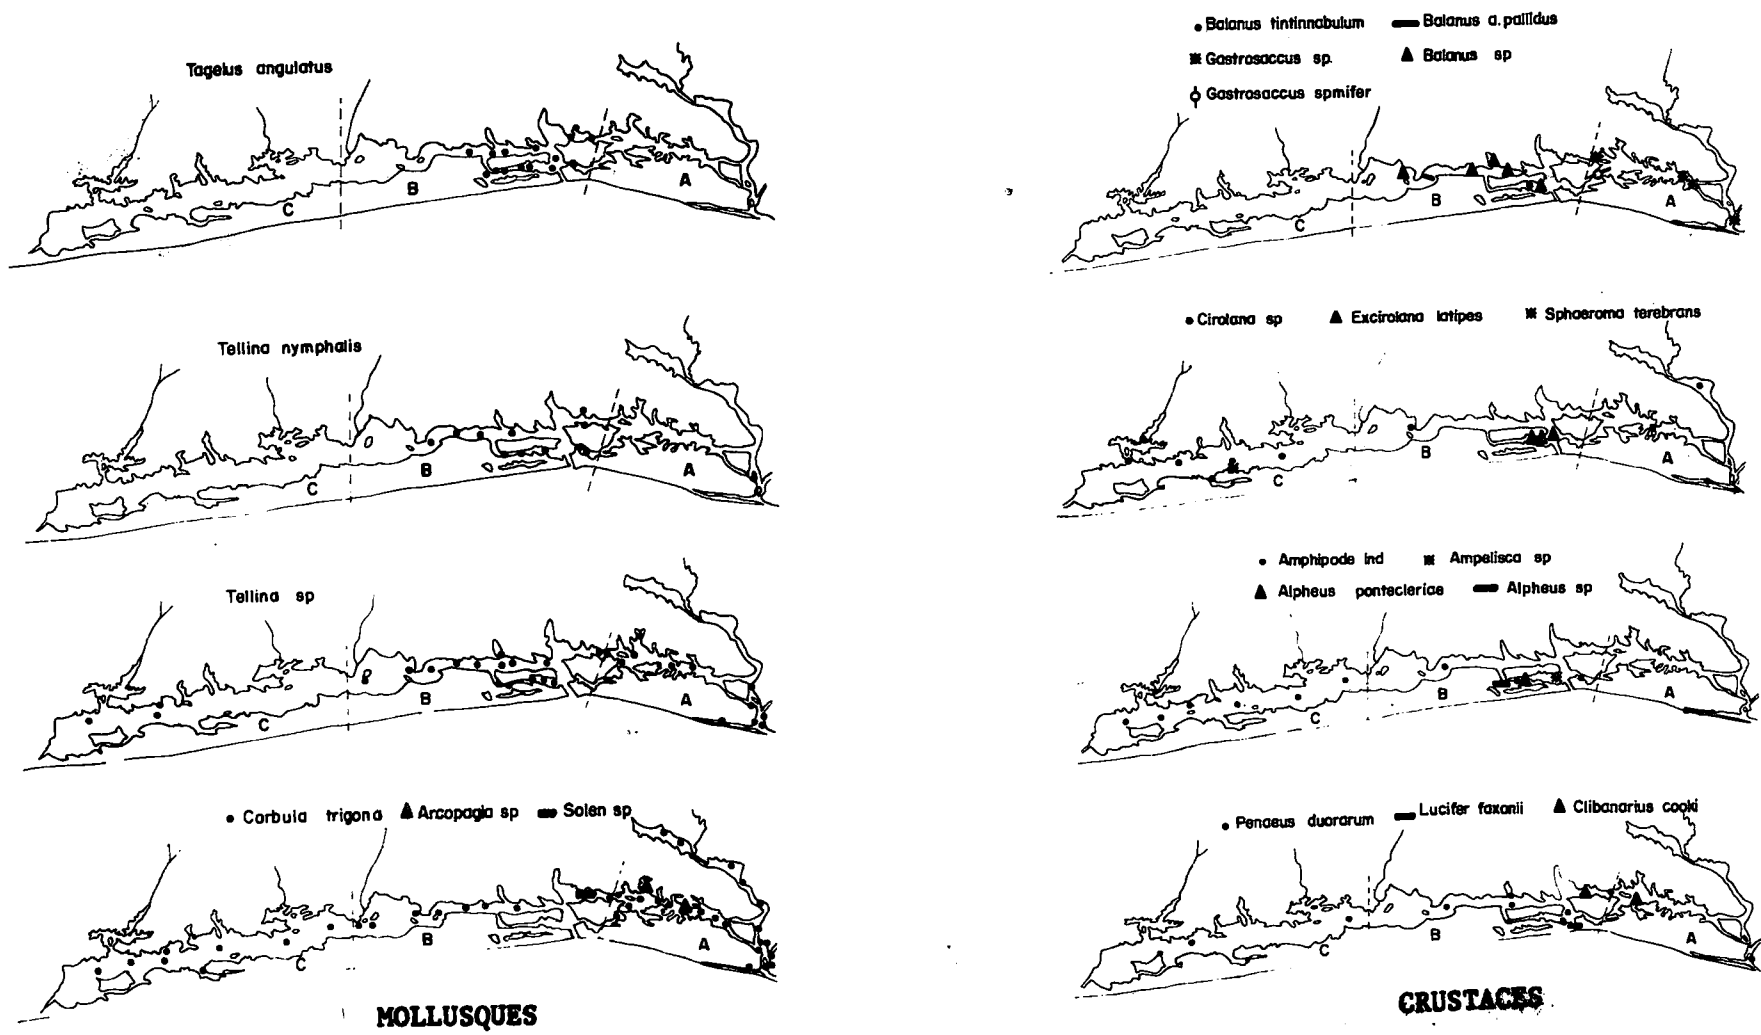 Tagelus angulatus
C
B
A
Tellina nymphalis
C
B
A
Tellina sp
C
B
A
• Corbula trigona ▲ Arcopagia sp ▬ Solen sp
C
B
A
MOLLUSQUES
• Balanus tintinnabulum ▬ Balanus a. pallidus
✱ Gastrosaccus sp. ▲ Balanus sp
Gastrosaccus spmifer
C
B
A
• Cirolana sp ▲ Excirolana latipes ✱ Sphaeroma terebrans
C
B
A
• Amphipode ind ✱ Ampelisca sp
▲ Alpheus pontecleriae ▬ Alpheus sp
C
B
A
• Penaeus duorarum ▬ Lucifer faxonii ▲ Clibanarius cooki
C
B
A
CRUSTACES